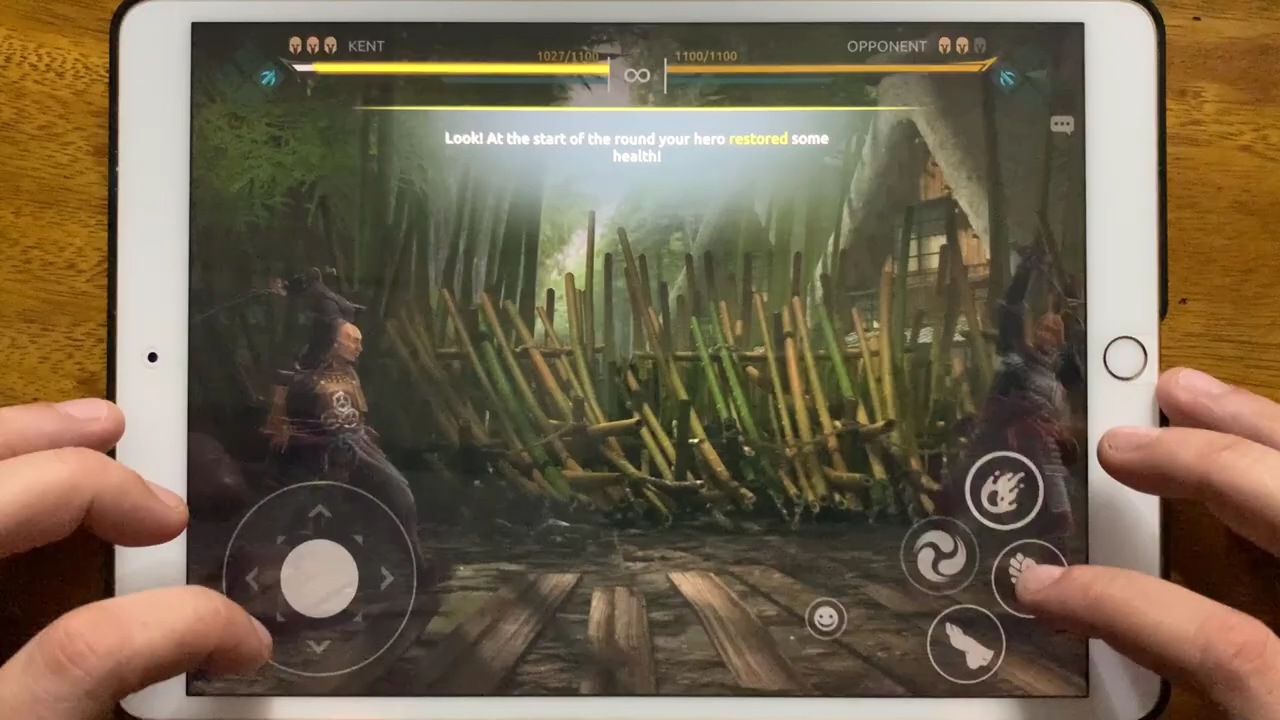 KENT
1027/1100
1100/1100
OPPONENT
Look! At the start of the round your hero restored some
health!